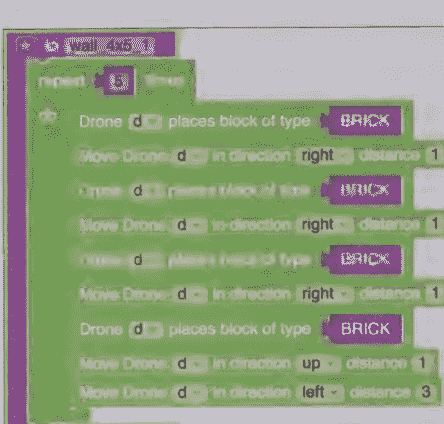 to wall 4x5 1
repeat 5 times
Drone d places block of type BRICK
Move Drone d in direction right distance 1
Drone d places block of type BRICK
Move Drone d in direction right distance 1
Drone d places block of type BRICK
Move Drone d in direction right distance 1
Drone d places block of type BRICK
Move Drone d in direction up distance 1
Move Drone d in direction left distance 3